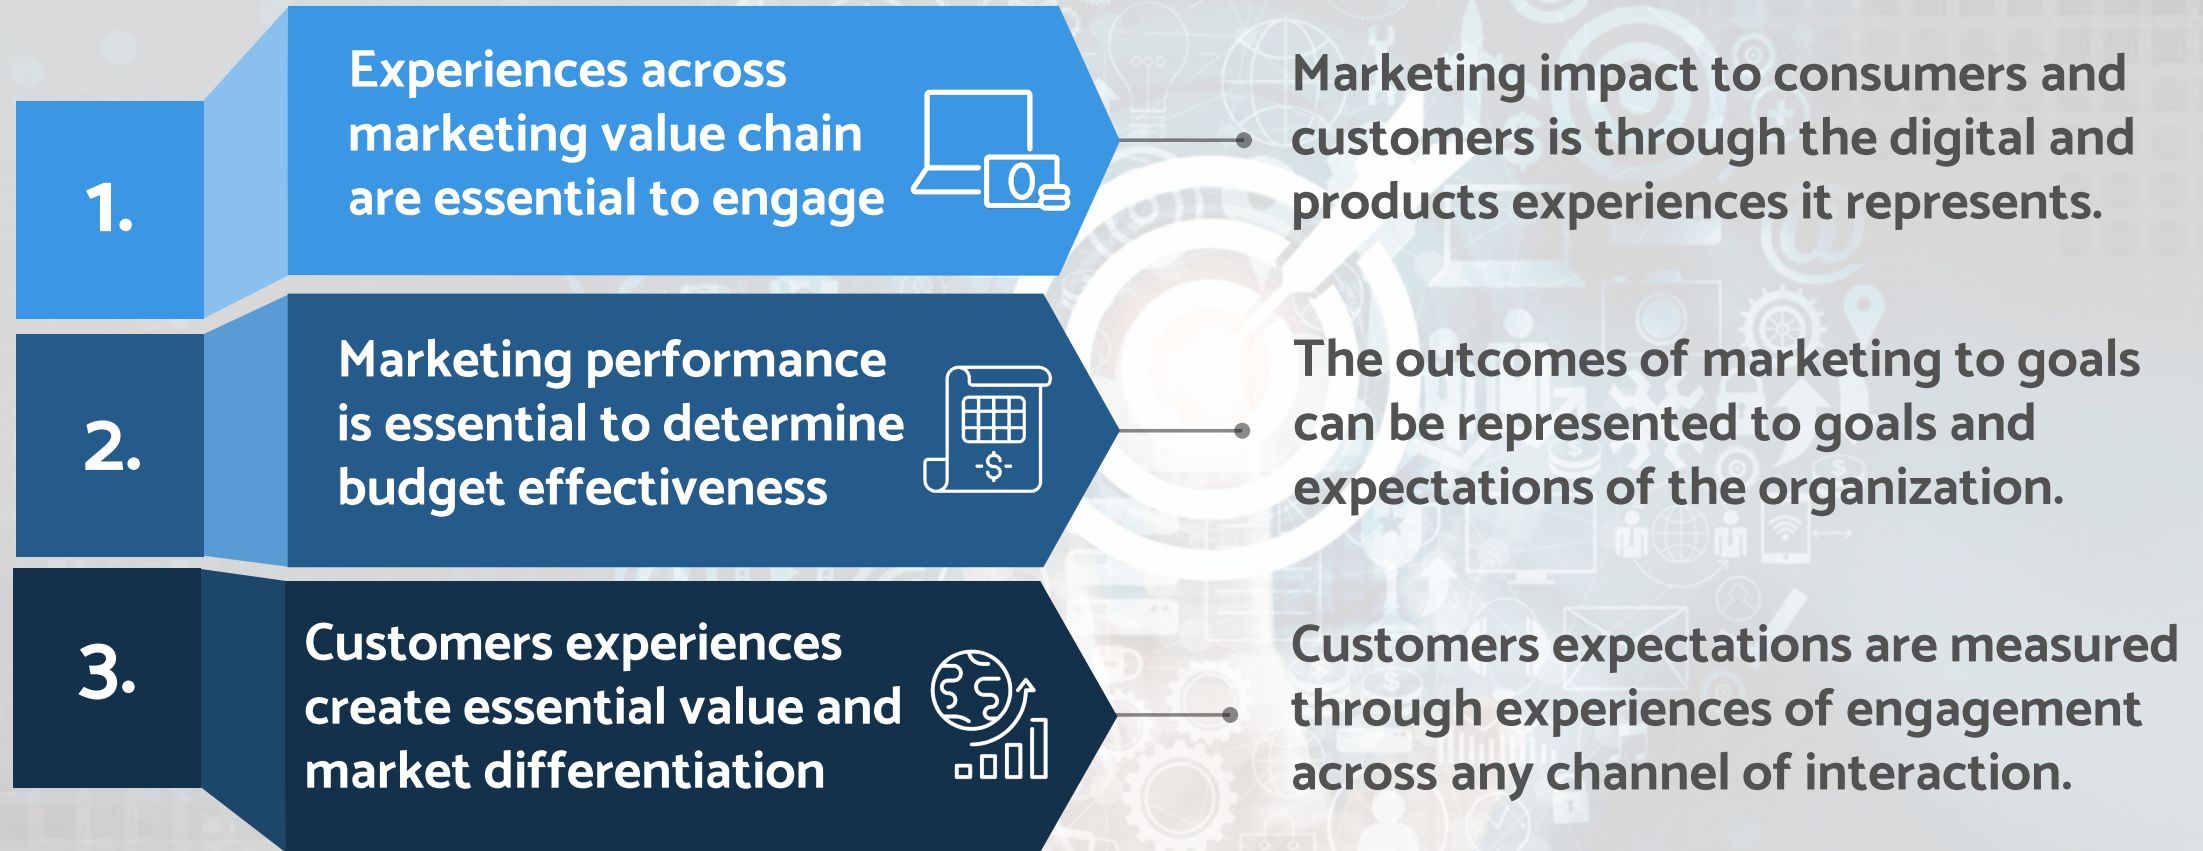 1.
Experiences across
marketing value chain
are essential to engage
Marketing impact to consumers and
customers is through the digital and
products experiences it represents.
2.
Marketing performance
is essential to determine
budget effectiveness
-$-
The outcomes of marketing to goals
can be represented to goals and
expectations of the organization.
3.
Customers experiences
create essential value and
market differentiation
Customers expectations are measured
through experiences of engagement
across any channel of interaction.